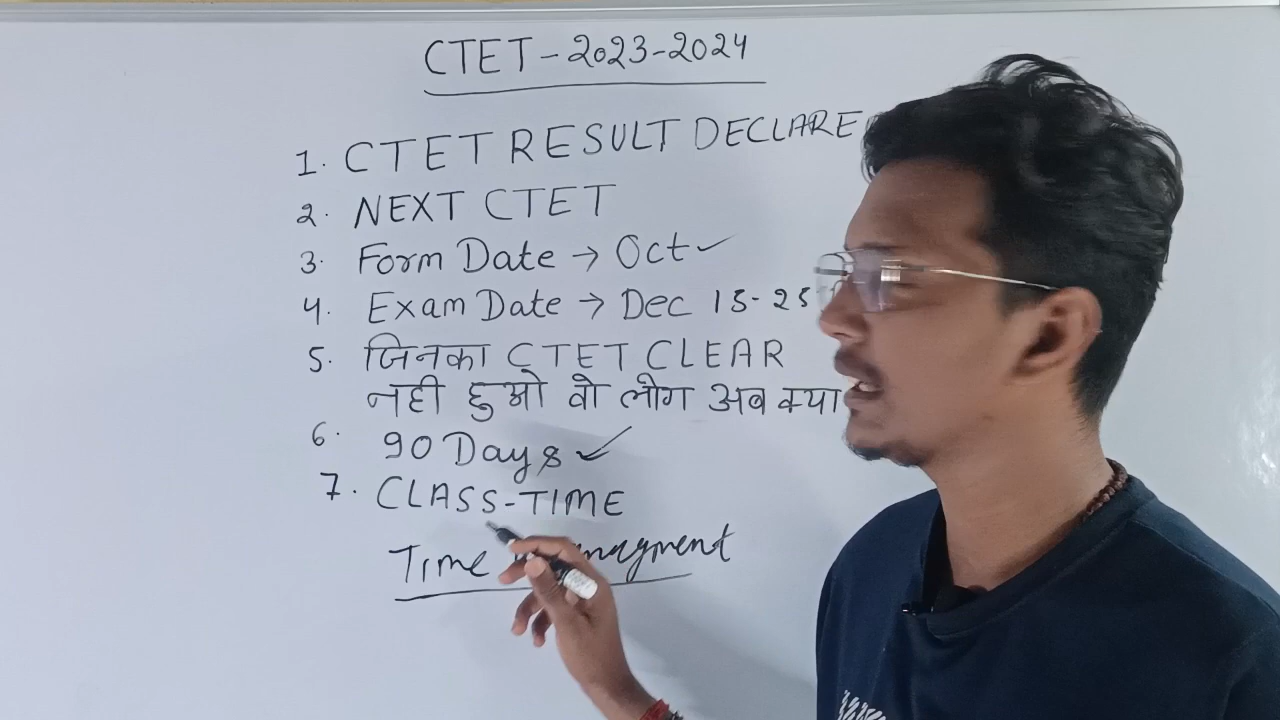 CTET-2023-2024
1. CTET RESULT DECLARE
2. NEXT CTET
3. Form Date → Oct ✓
4. Exam Date → Dec 15-25
5. जिनका CTET CLEAR
नही हुओ वो लोग अब क्या
6. 90 Days ✓
7. CLASS-TIME
Time